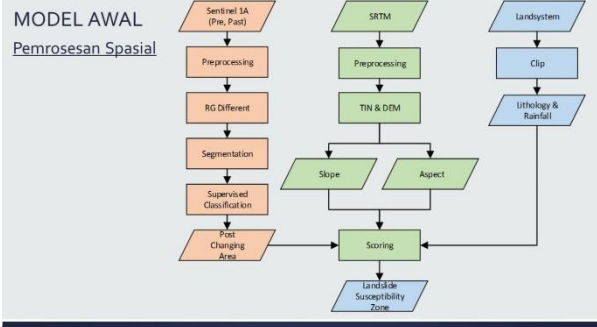 MODEL AWAL
Pemrosesan Spasial
Sentinel 1A
(Pre, Past)
Preprocessing
RG Different
Segmentation
Supervised
Classification
Post
Changing
Area
SRTM
Preprocessing
TIN & DEM
Slope
Aspect
Scoring
Landslide
Susceptibility
Zone
Landsystem
Clip
Lithology &
Rainfall